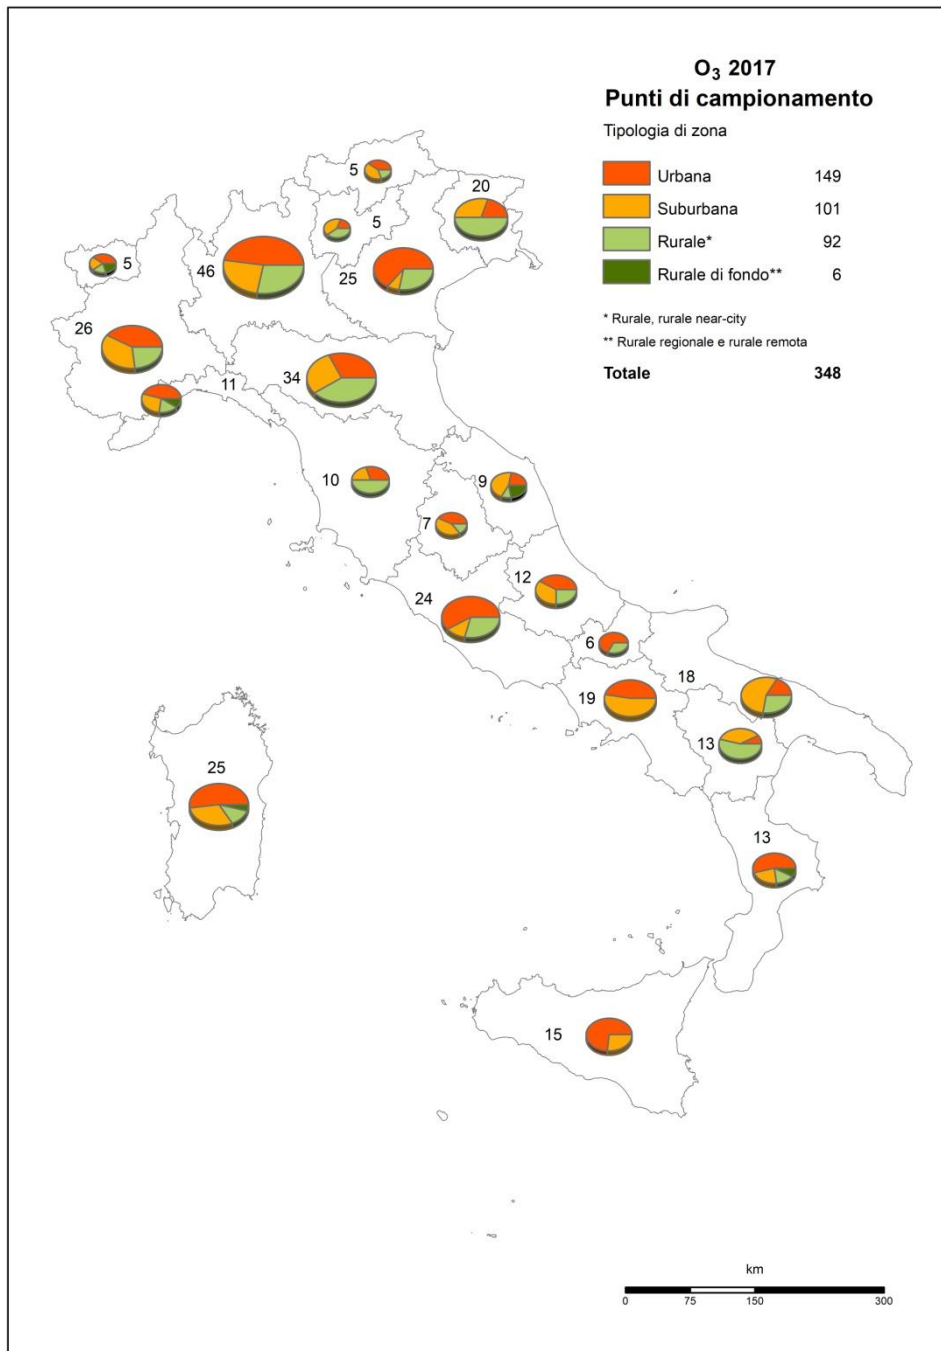 O₃ 2017
Punti di campionamento
Tipologia di zona
Urbana 149
Suburbana 101
Rurale* 92
Rurale di fondo** 6
* Rurale, rurale near-city
** Rurale regionale e rurale remota
Totale 348
5
20
5
5
46
25
26
11
34
10
9
7
12
24
6
18
19
13
25
13
15
km
0 75 150 300